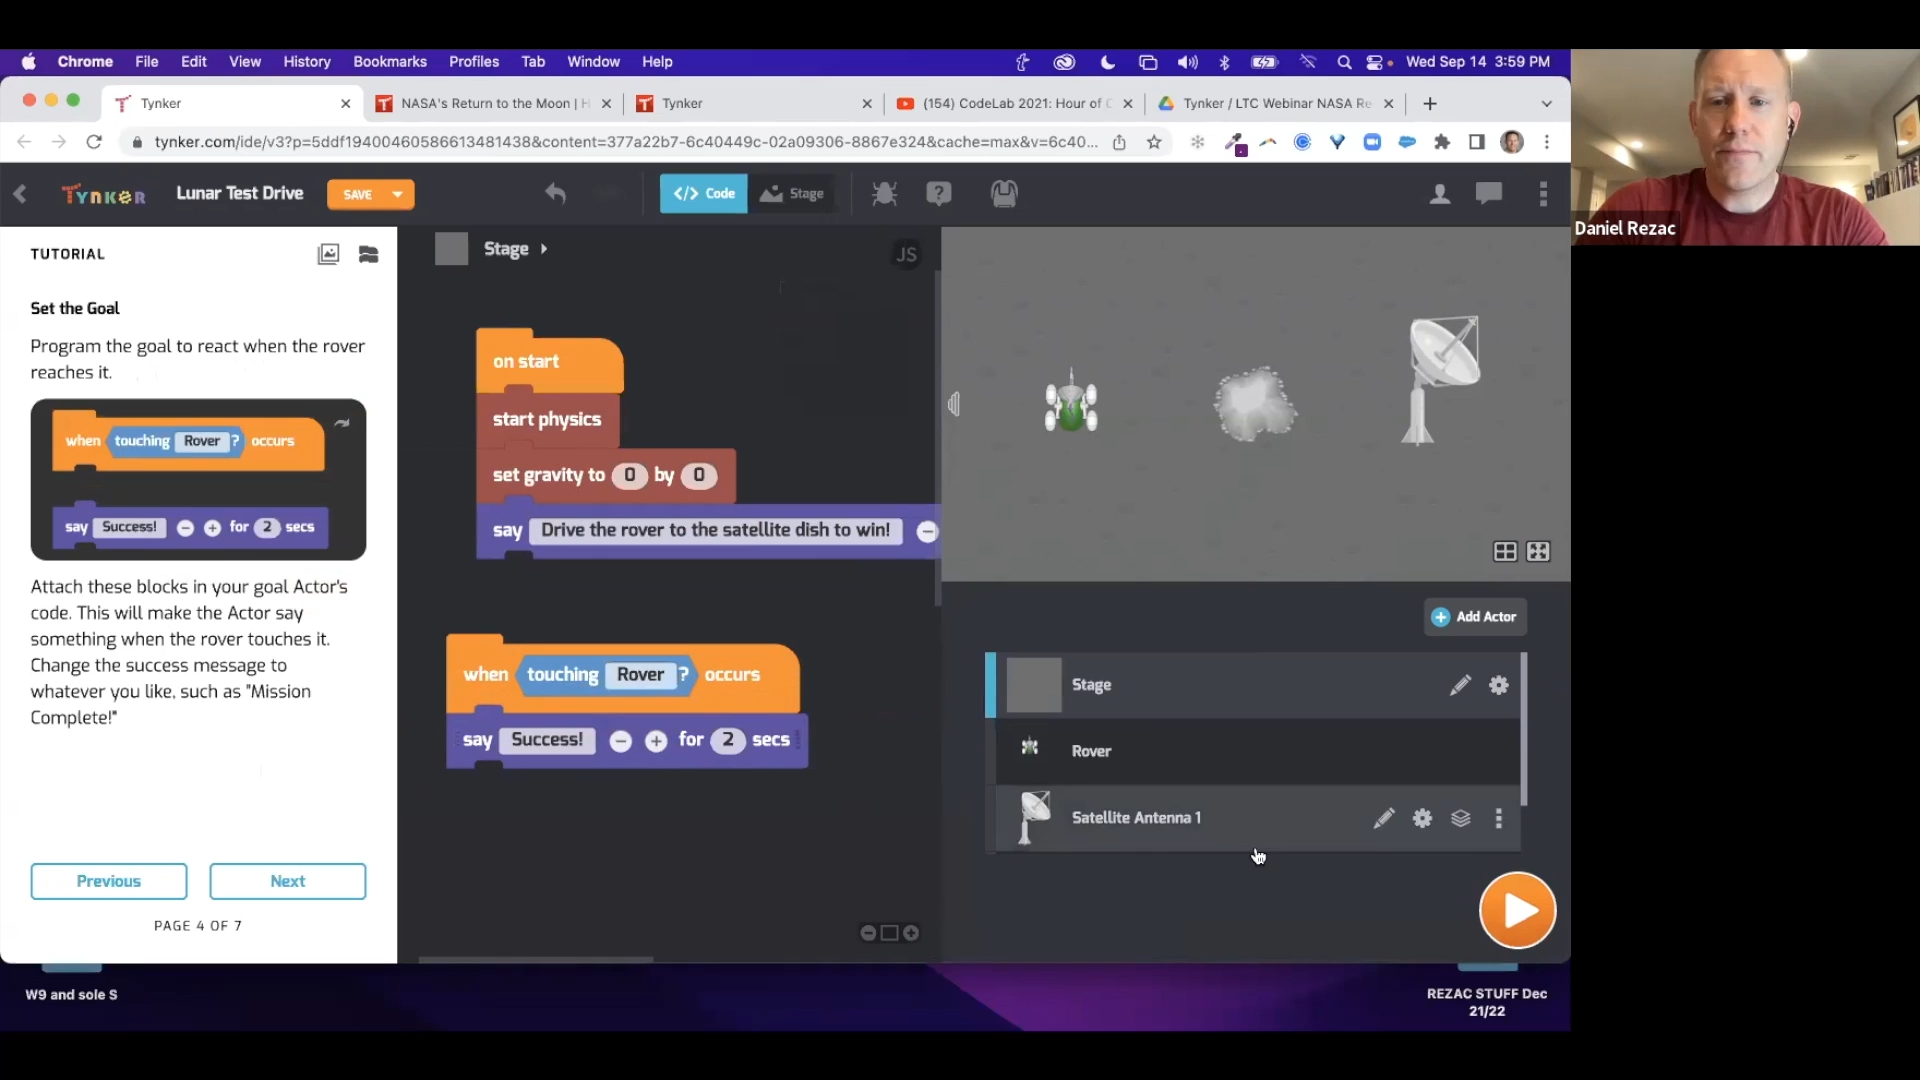 Chrome File Edit View History Bookmarks Profiles Tab Window Help Wed Sep 14 3:59 PM
Tynker
NASA's Return to the Moon | H
Tynker
(154) CodeLab 2021: Hour of C
Tynker / LTC Webinar NASA Re
tynker.com/ide/v3?p=5ddf19400460586613481438&content=377a22b7-6c40449c-02a09306-8867e324&cache=max&v=6c40...
TYNKER
Lunar Test Drive
SAVE
</> Code
Stage
Daniel Rezac
TUTORIAL
Set the Goal
Program the goal to react when the rover
reaches it.
when touching Rover ? occurs
say Success! - + for 2 secs
Attach these blocks in your goal Actor's
code. This will make the Actor say
something when the rover touches it.
Change the success message to
whatever you like, such as "Mission
Complete!"
Previous
Next
PAGE 4 OF 7
Stage
JS
on start
start physics
set gravity to 0 by 0
say Drive the rover to the satellite dish to win! -
when touching Rover ? occurs
say Success! - + for 2 secs
Add Actor
Stage
Rover
Satellite Antenna 1
W9 and sole S
REZAC STUFF Dec
21/22